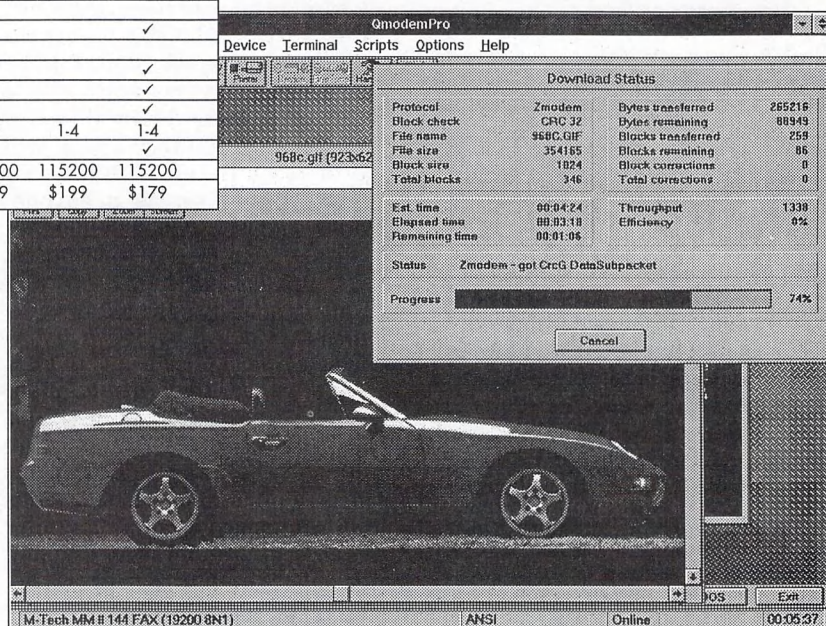 ✓
✓
✓
✓
1-4 1-4
✓
00 115200 115200
9 $199 $179
QmodemPro
Device Terminal Scripts Options Help
968c.gif (923x62
Copy Zoom Screen
Download Status
Protocol Zmodem
Block check CRC 32
File name 968C.GIF
File size 354165
Block size 1024
Total blocks 346
Bytes transferred 265216
Bytes remaining 88949
Blocks transferred 259
Blocks remaining 86
Block corrections 0
Total corrections 0
Est. time 00:04:24
Elapsed time 00:03:18
Remaining time 00:01:06
Throughput 1338
Efficiency 0%
Status Zmodem - got CrcG DataSubpacket
Progress 74%
Cancel
DOS Exit
M-Tech MM II 144 FAX (19200 8N1) ANSI Online 00:05:37